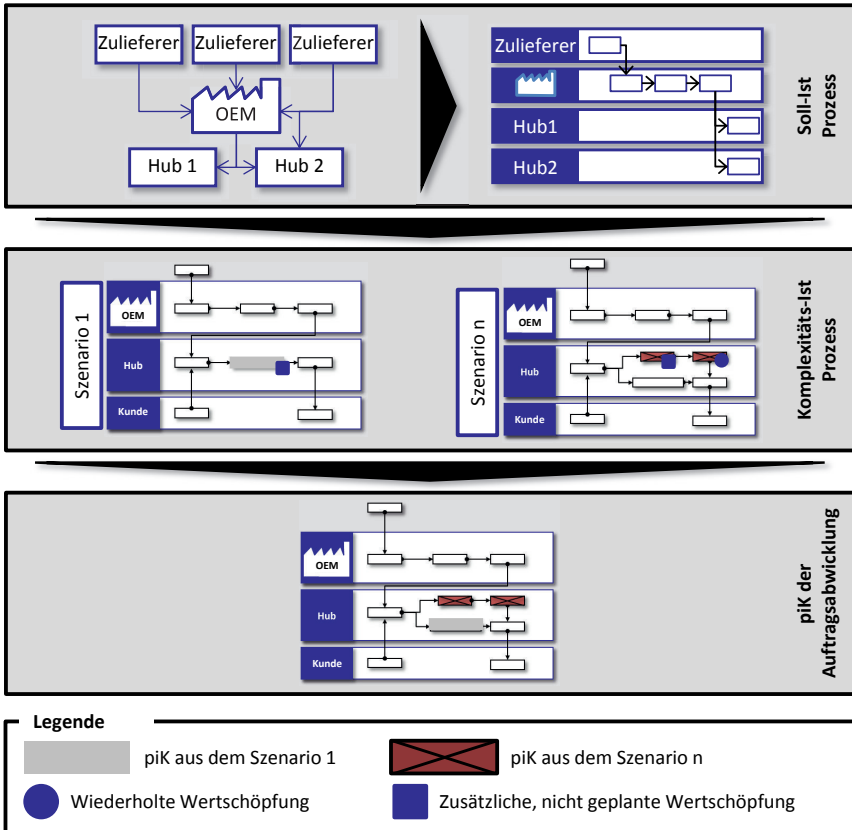 Zulieferer Zulieferer Zulieferer
OEM
Hub 1 Hub 2
Zulieferer
Hub1
Hub2
Soll-Ist
Prozess
Szenario 1
OEM
Hub
Kunde
Szenario n
OEM
Hub
Kunde
Komplexitäts-Ist
Prozess
OEM
Hub
Kunde
piK der
Auftragsabwicklung
Legende
piK aus dem Szenario 1
piK aus dem Szenario n
Wiederholte Wertschöpfung
Zusätzliche, nicht geplante Wertschöpfung